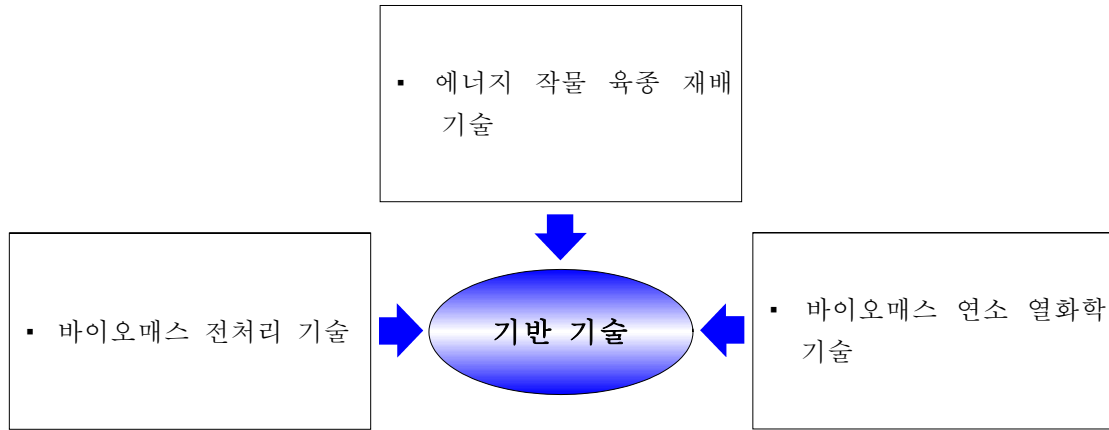 ▪ 에너지 작물 육종 재배
기술
▪ 바이오매스 전처리 기술
기반 기술
▪ 바이오매스 연소 열화학
기술